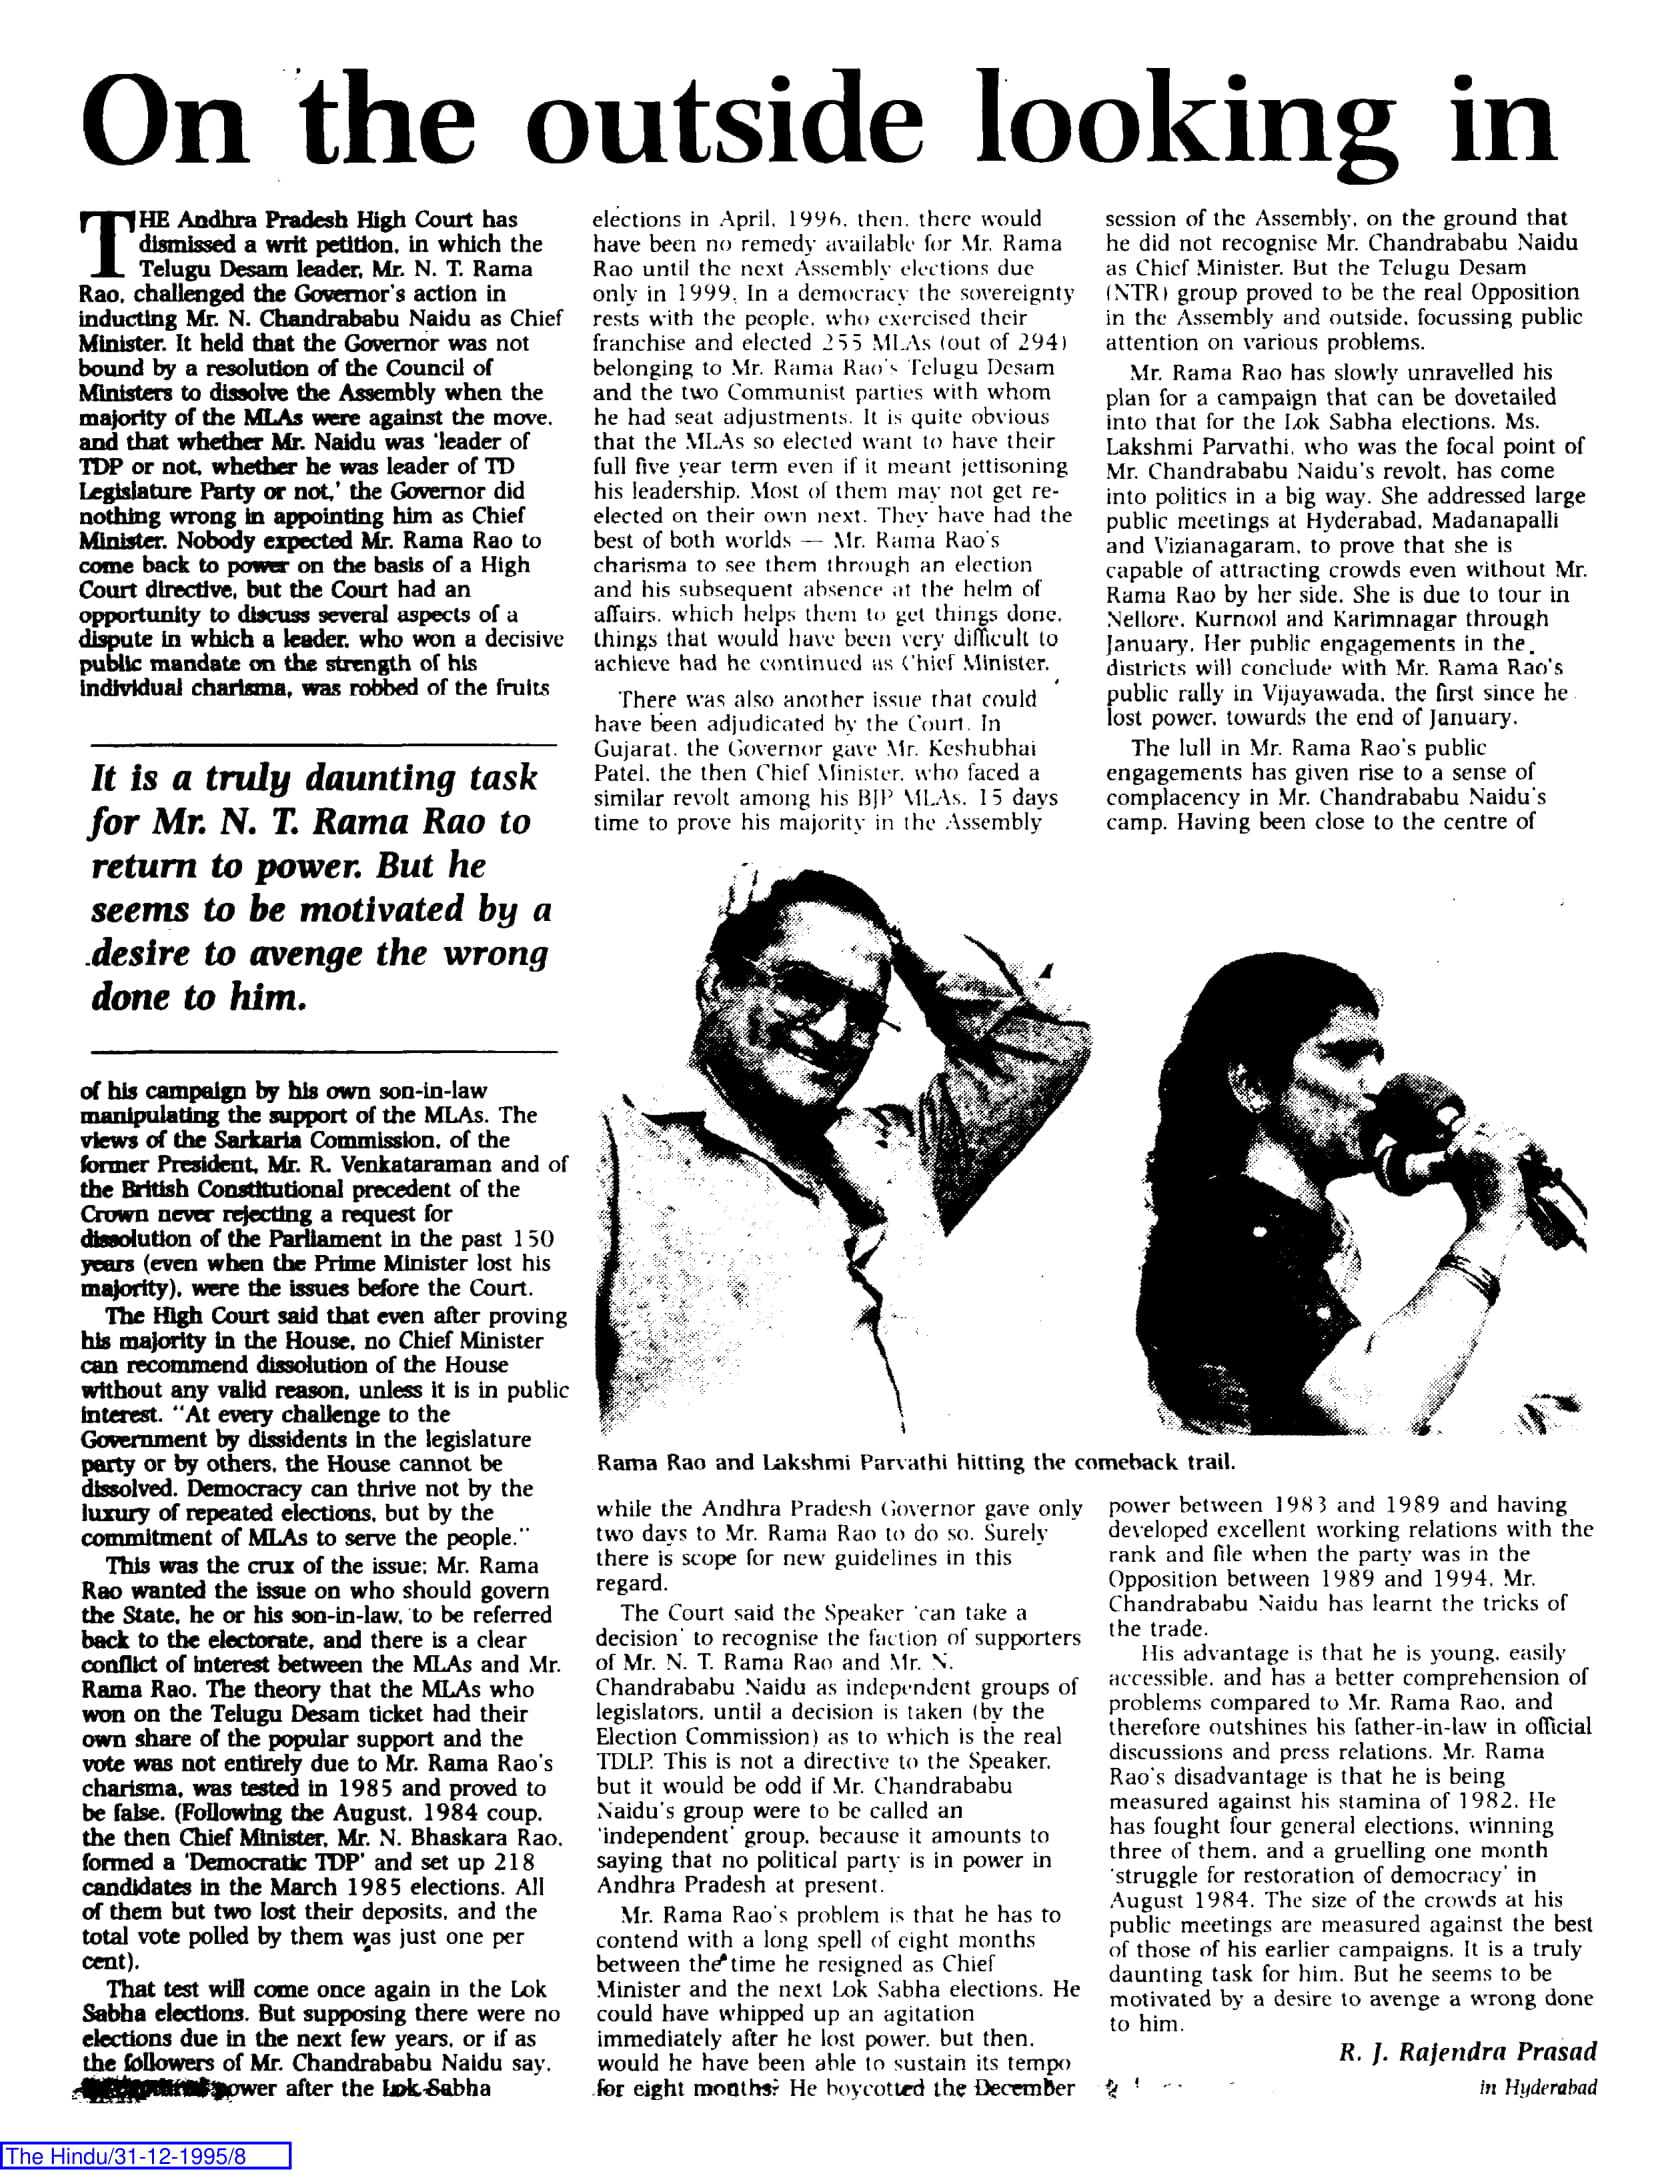 On the outside looking in
THE Andhra Pradesh High Court has
dismissed a writ petition, in which the
Telugu Desam leader, Mr. N. T. Rama
Rao, challenged the Governor's action in
inducting Mr. N. Chandrababu Naidu as Chief
Minister. It held that the Governor was not
bound by a resolution of the Council of
Ministers to dissolve the Assembly when the
majority of the MLAs were against the move,
and that whether Mr. Naidu was 'leader of
TDP or not, whether he was leader of TD
Legislature Party or not,' the Governor did
nothing wrong in appointing him as Chief
Minister. Nobody expected Mr. Rama Rao to
come back to power on the basis of a High
Court directive, but the Court had an
opportunity to discuss several aspects of a
dispute in which a leader, who won a decisive
public mandate on the strength of his
individual charisma, was robbed of the fruits
It is a truly daunting task
for Mr. N. T. Rama Rao to
return to power. But he
seems to be motivated by a
desire to avenge the wrong
done to him.
of his campaign by his own son-in-law
manipulating the support of the MLAs. The
views of the Sarkaria Commission, of the
former President, Mr. R. Venkataraman and of
the British Constitutional precedent of the
Crown never rejecting a request for
dissolution of the Parliament in the past 150
years (even when the Prime Minister lost his
majority), were the issues before the Court.
The High Court said that even after proving
his majority in the House, no Chief Minister
can recommend dissolution of the House
without any valid reason, unless it is in public
interest. "At every challenge to the
Government by dissidents in the legislature
party or by others, the House cannot be
dissolved. Democracy can thrive not by the
luxury of repeated elections, but by the
commitment of MLAs to serve the people."
This was the crux of the issue; Mr. Rama
Rao wanted the issue on who should govern
the State, he or his son-in-law, to be referred
back to the electorate, and there is a clear
conflict of interest between the MLAs and Mr.
Rama Rao. The theory that the MLAs who
won on the Telugu Desam ticket had their
own share of the popular support and the
vote was not entirely due to Mr. Rama Rao's
charisma, was tested in 1985 and proved to
be false. (Following the August, 1984 coup,
the then Chief Minister, Mr. N. Bhaskara Rao,
formed a 'Democratic TDP' and set up 218
candidates in the March 1985 elections. All
of them but two lost their deposits, and the
total vote polled by them was just one per
cent).
That test will come once again in the Lok
Sabha elections. But supposing there were no
elections due in the next few years, or if as
the followers of Mr. Chandrababu Naidu say,
power after the Lok Sabha
elections in April, 1996, then, there would
have been no remedy available for Mr. Rama
Rao until the next Assembly elections due
only in 1999. In a democracy the sovereignty
rests with the people, who exercised their
franchise and elected 255 MLAs (out of 294)
belonging to Mr. Rama Rao's Telugu Desam
and the two Communist parties with whom
he had seat adjustments. It is quite obvious
that the MLAs so elected want to have their
full five year term even if it meant jettisoning
his leadership. Most of them may not get re-
elected on their own next. They have had the
best of both worlds — Mr. Rama Rao's
charisma to see them through an election
and his subsequent absence at the helm of
affairs, which helps them to get things done,
things that would have been very difficult to
achieve had he continued as Chief Minister.
There was also another issue that could
have been adjudicated by the Court. In
Gujarat, the Governor gave Mr. Keshubhai
Patel, the then Chief Minister, who faced a
similar revolt among his BJP MLAs, 15 days
time to prove his majority in the Assembly
Rama Rao and Lakshmi Parvathi hitting the comeback trail.
while the Andhra Pradesh Governor gave only
two days to Mr. Rama Rao to do so. Surely
there is scope for new guidelines in this
regard.
The Court said the Speaker 'can take a
decision' to recognise the faction of supporters
of Mr. N. T. Rama Rao and Mr. N.
Chandrababu Naidu as independent groups of
legislators, until a decision is taken (by the
Election Commission) as to which is the real
TDLP. This is not a directive to the Speaker,
but it would be odd if Mr. Chandrababu
Naidu's group were to be called an
'independent' group, because it amounts to
saying that no political party is in power in
Andhra Pradesh at present.
Mr. Rama Rao's problem is that he has to
contend with a long spell of eight months
between the time he resigned as Chief
Minister and the next Lok Sabha elections. He
could have whipped up an agitation
immediately after he lost power, but then,
would he have been able to sustain its tempo
for eight months? He boycotted the December
session of the Assembly, on the ground that
he did not recognise Mr. Chandrababu Naidu
as Chief Minister. But the Telugu Desam
(NTR) group proved to be the real Opposition
in the Assembly and outside, focussing public
attention on various problems.
Mr. Rama Rao has slowly unravelled his
plan for a campaign that can be dovetailed
into that for the Lok Sabha elections. Ms.
Lakshmi Parvathi, who was the focal point of
Mr. Chandrababu Naidu's revolt, has come
into politics in a big way. She addressed large
public meetings at Hyderabad, Madanapalli
and Vizianagaram, to prove that she is
capable of attracting crowds even without Mr.
Rama Rao by her side. She is due to tour in
Nellore, Kurnool and Karimnagar through
January. Her public engagements in the
districts will conclude with Mr. Rama Rao's
public rally in Vijayawada, the first since he
lost power, towards the end of January.
The lull in Mr. Rama Rao's public
engagements has given rise to a sense of
complacency in Mr. Chandrababu Naidu's
camp. Having been close to the centre of
power between 1983 and 1989 and having
developed excellent working relations with the
rank and file when the party was in the
Opposition between 1989 and 1994, Mr.
Chandrababu Naidu has learnt the tricks of
the trade.
His advantage is that he is young, easily
accessible, and has a better comprehension of
problems compared to Mr. Rama Rao, and
therefore outshines his father-in-law in official
discussions and press relations. Mr. Rama
Rao's disadvantage is that he is being
measured against his stamina of 1982. He
has fought four general elections, winning
three of them, and a gruelling one month
'struggle for restoration of democracy' in
August 1984. The size of the crowds at his
public meetings are measured against the best
of those of his earlier campaigns. It is a truly
daunting task for him. But he seems to be
motivated by a desire to avenge a wrong done
to him.
R. J. Rajendra Prasad
in Hyderabad
The Hindu/31-12-1995/8